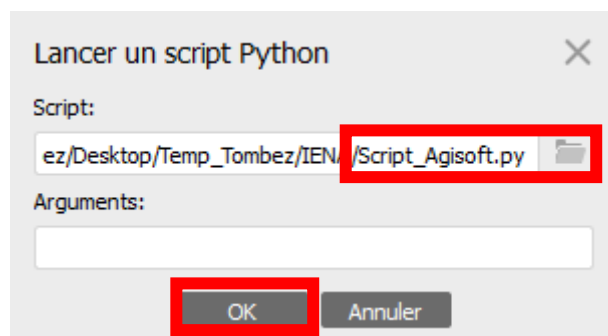 Lancer un script Python
Script:
ez/Desktop/Temp_Tombez/IENA/Script_Agisoft.py
Arguments:
OK Annuler